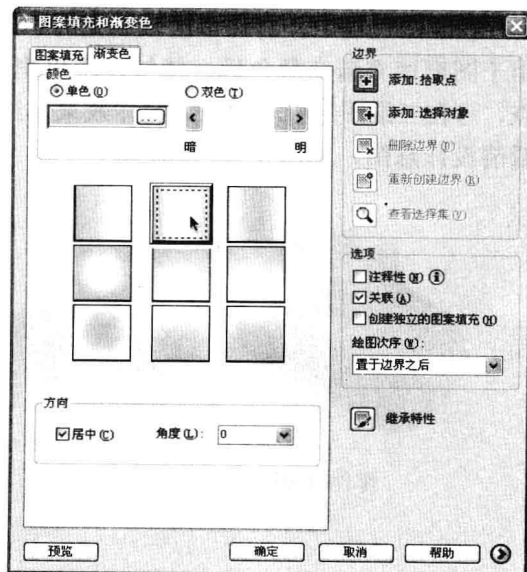 图案填充和渐变色
图案填充 渐变色
颜色
单色(O) 双色(T)
...
暗 明
方向
居中(C) 角度(L): 0
边界
添加:拾取点
添加:选择对象
删除边界(D)
重新创建边界(R)
查看选择集(V)
选项
注释性(N)
关联(A)
创建独立的图案填充(H)
绘图次序(W):
置于边界之后
继承特性
预览 确定 取消 帮助